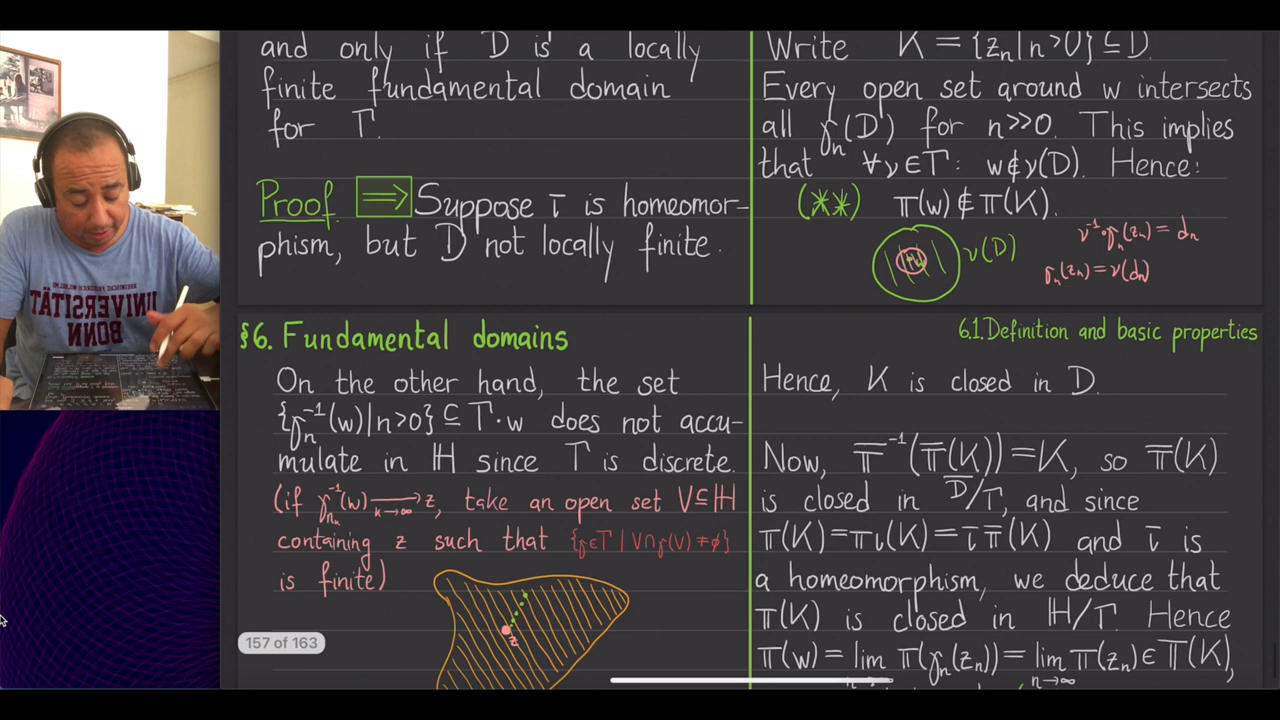 and only if D is a locally
finite fundamental domain
for Γ.
Proof. ⟹ Suppose ῑ is homeomor-
phism, but D not locally finite.
Write K = {zₙ | n>0} ⊆ D.
Every open set around w intersects
all γₙ(D) for n>>0. This implies
that ∀ν∈Γ: w∉ν(D). Hence:
(**) π(w) ∉ π(K).
ν(D)
ν⁻¹∘γₙ(zₙ) = dₙ
γₙ(zₙ) = ν(dₙ)
§6. Fundamental domains
6.1. Definition and basic properties
On the other hand, the set
{γₙ⁻¹(w) | n>0} ⊆ Γ·w does not accu-
mulate in ℍ since Γ is discrete.
(if γₙₖ⁻¹(w) ⟶ z, take an open set V⊆ℍ
k→∞
containing z such that {γ∈Γ | V∩γ(V) ≠ ∅}
is finite)
z
157 of 163
Hence, K is closed in D.
Now, π̄⁻¹(π̄(K)) = K, so π̄(K)
is closed in D/Γ, and since
π(K) = πι(K) = ῑπ̄(K) and ῑ is
a homeomorphism, we deduce that
π(K) is closed in ℍ/Γ. Hence
π(w) = lim π(γₙ(zₙ)) = lim π(zₙ) ∈ π(K),
n→∞
UNIVERSITÄT
BONN